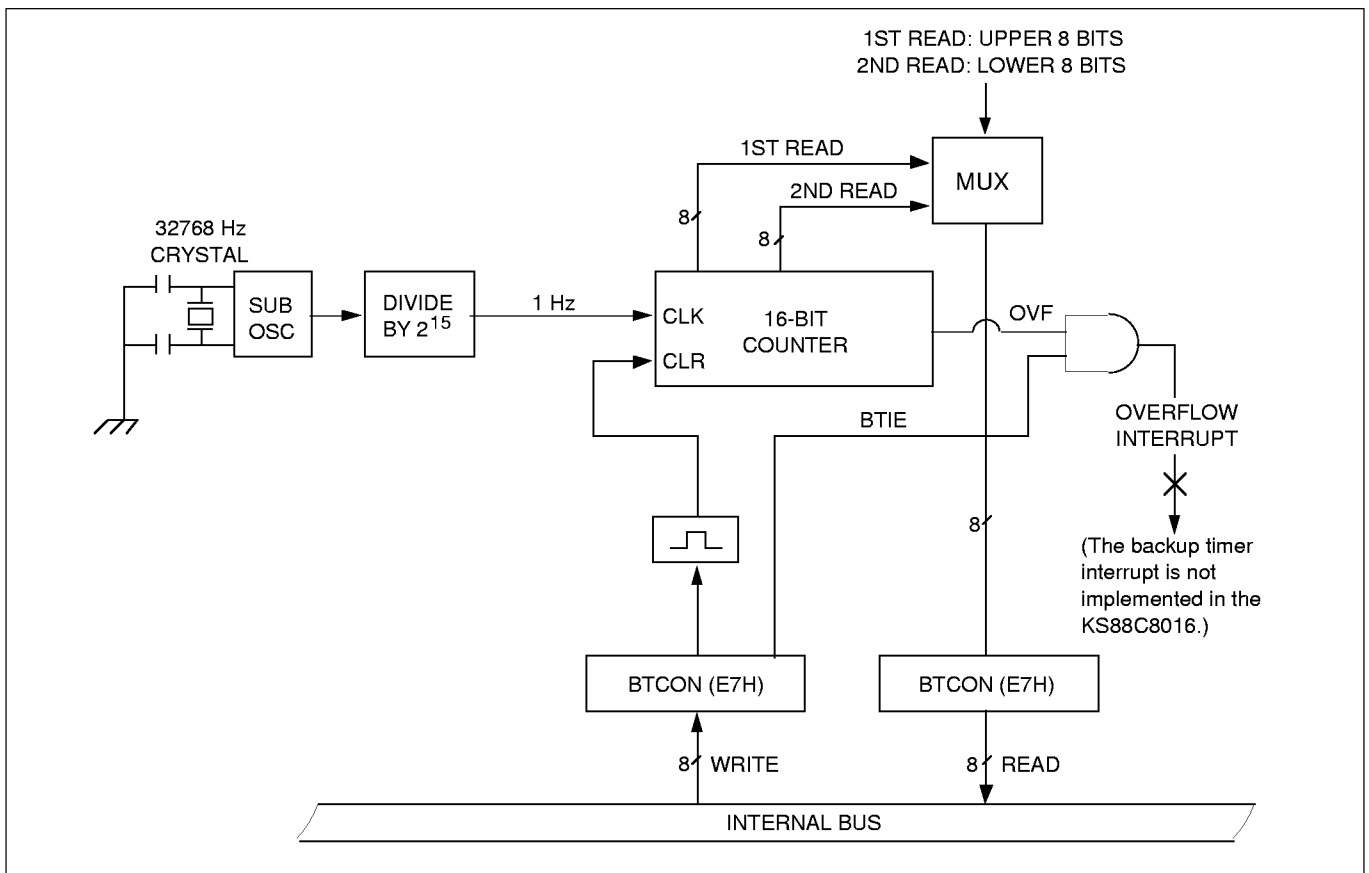 1ST READ: UPPER 8 BITS
2ND READ: LOWER 8 BITS
1ST READ
MUX
2ND READ
8
8
32768 Hz
CRYSTAL
SUB
OSC
DIVIDE
BY 2^15
1 Hz
CLK
CLR
16-BIT
COUNTER
OVF
BTIE
OVERFLOW
INTERRUPT
8
(The backup timer
interrupt is not
implemented in the
KS88C8016.)
BTCON (E7H)
BTCON (E7H)
8 WRITE
8 READ
INTERNAL BUS